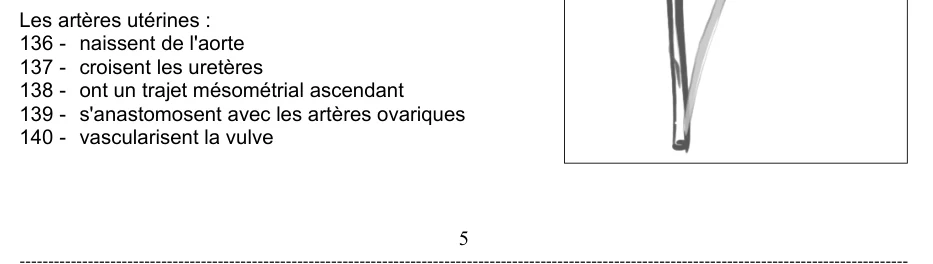 Les artères utérines :
136 - naissent de l'aorte
137 - croisent les uretères
138 - ont un trajet mésométrial ascendant
139 - s'anastomosent avec les artères ovariques
140 - vascularisent la vulve
5